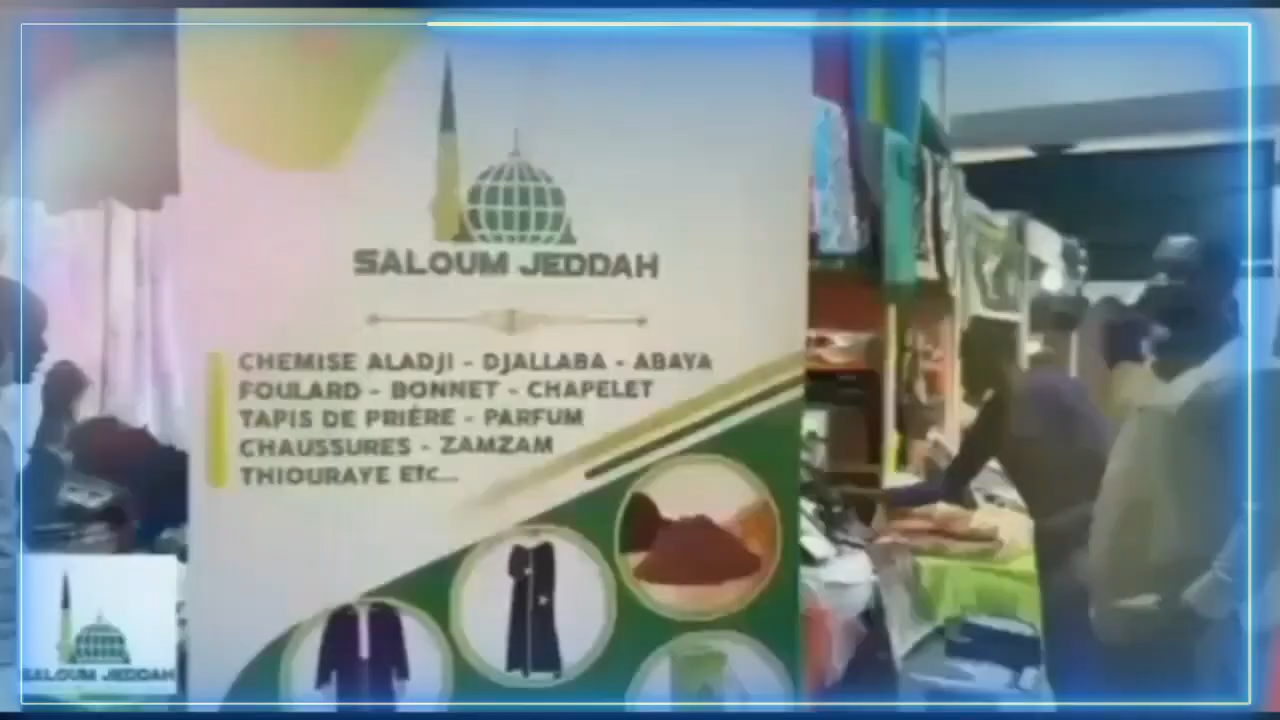 SALOUM JEDDAH
CHEMISE ALADJI - DJALLABA - ABAYA
FOULARD - BONNET - CHAPELET
TAPIS DE PRIÈRE - PARFUM
CHAUSSURES - ZAMZAM
THIOURAYE Etc...
SALOUM JEDDAH